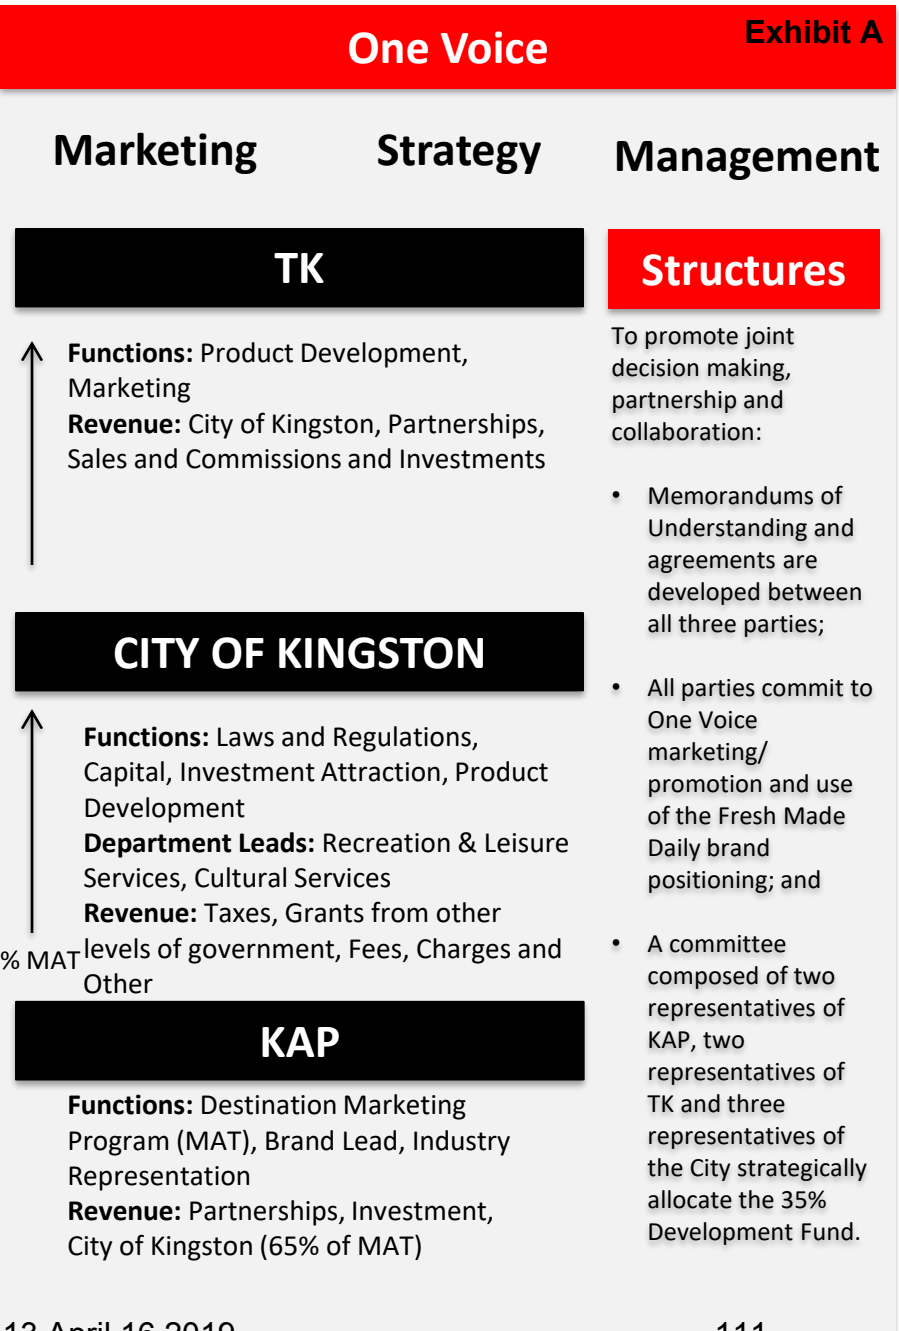 One Voice
Exhibit A
Marketing
Strategy
Management
TK
Functions: Product Development,
Marketing
Revenue: City of Kingston, Partnerships,
Sales and Commissions and Investments
CITY OF KINGSTON
Functions: Laws and Regulations,
Capital, Investment Attraction, Product
Development
Department Leads: Recreation & Leisure
Services, Cultural Services
Revenue: Taxes, Grants from other
levels of government, Fees, Charges and
Other
% MAT
KAP
Functions: Destination Marketing
Program (MAT), Brand Lead, Industry
Representation
Revenue: Partnerships, Investment,
City of Kingston (65% of MAT)
Structures
To promote joint
decision making,
partnership and
collaboration:
• Memorandums of
Understanding and
agreements are
developed between
all three parties;
• All parties commit to
One Voice
marketing/
promotion and use
of the Fresh Made
Daily brand
positioning; and
• A committee
composed of two
representatives of
KAP, two
representatives of
TK and three
representatives of
the City strategically
allocate the 35%
Development Fund.
13 April 16 2019
111